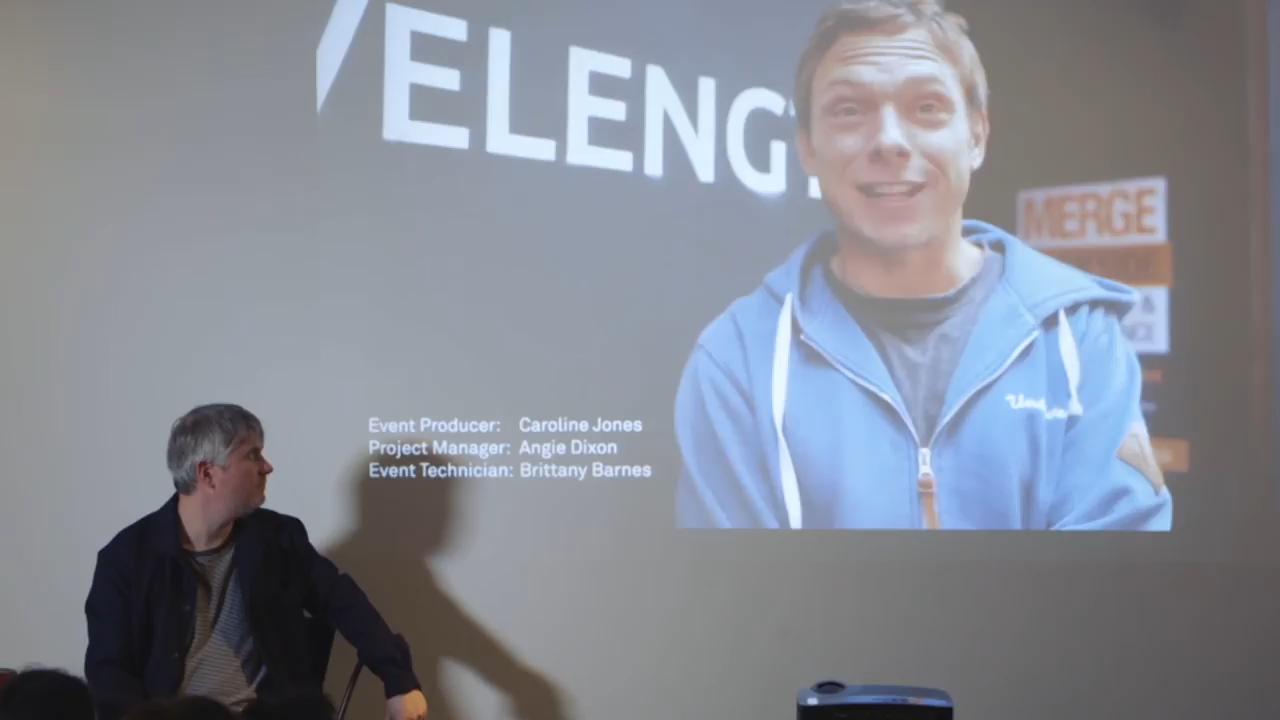 ELENG
MERGE
&
Event Producer: Caroline Jones
Project Manager: Angie Dixon
Event Technician: Brittany Barnes